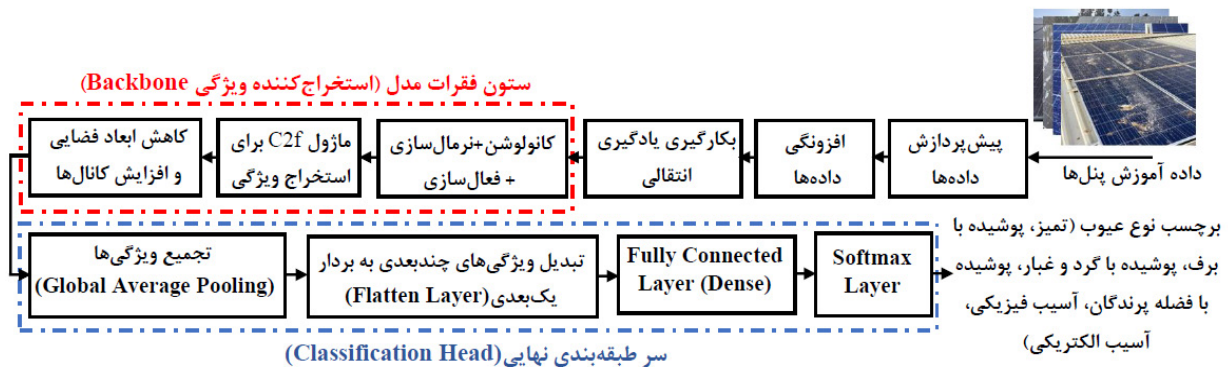 ستون فقرات مدل (استخراج‌کننده ویژگی Backbone)
داده آموزش پنل‌ها
پیش‌پردازش
داده‌ها
افزونگی
داده‌ها
بکارگیری یادگیری
انتقالی
کانولوشن+نرمال‌سازی
+ فعال‌سازی
ماژول C2f برای
استخراج ویژگی
کاهش ابعاد فضایی
و افزایش کانال‌ها
تجمیع ویژگی‌ها
(Global Average Pooling)
تبدیل ویژگی‌های چندبعدی به بردار
یک‌بعدی(Flatten Layer)
Fully Connected
Layer (Dense)
Softmax
Layer
برچسب نوع عیوب (تمیز، پوشیده با
برف، پوشیده با گرد و غبار، پوشیده
با فضله پرندگان، آسیب فیزیکی،
آسیب الکتریکی)
سر طبقه‌بندی نهایی(Classification Head)